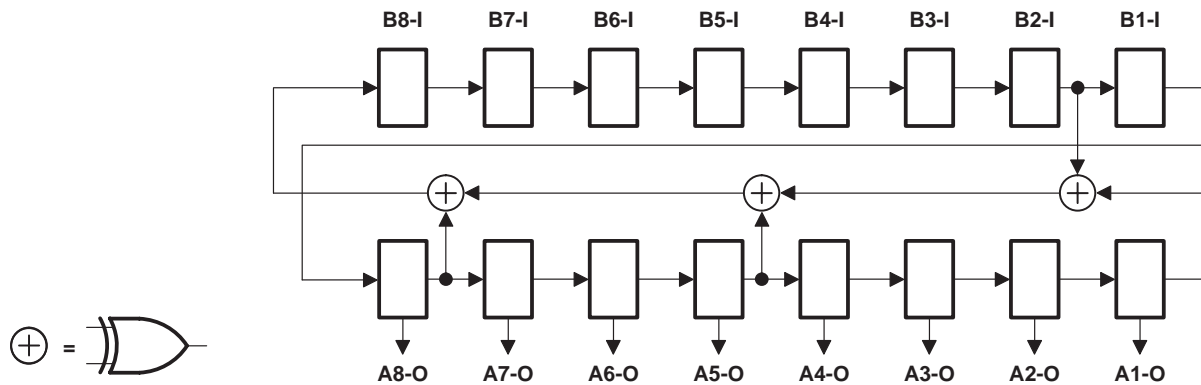 B8-I B7-I B6-I B5-I B4-I B3-I B2-I B1-I
=
A8-O A7-O A6-O A5-O A4-O A3-O A2-O A1-O